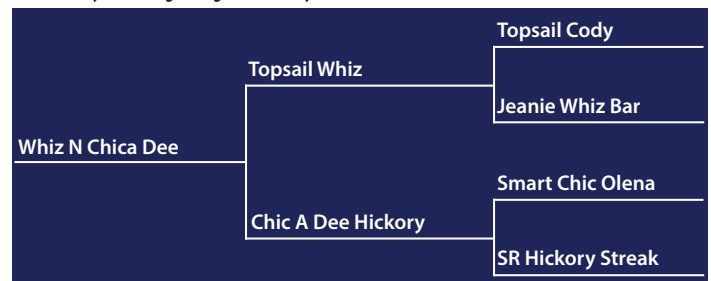 Topsail Cody
Topsail Whiz
Jeanie Whiz Bar
Whiz N Chica Dee
Smart Chic Olena
Chic A Dee Hickory
SR Hickory Streak